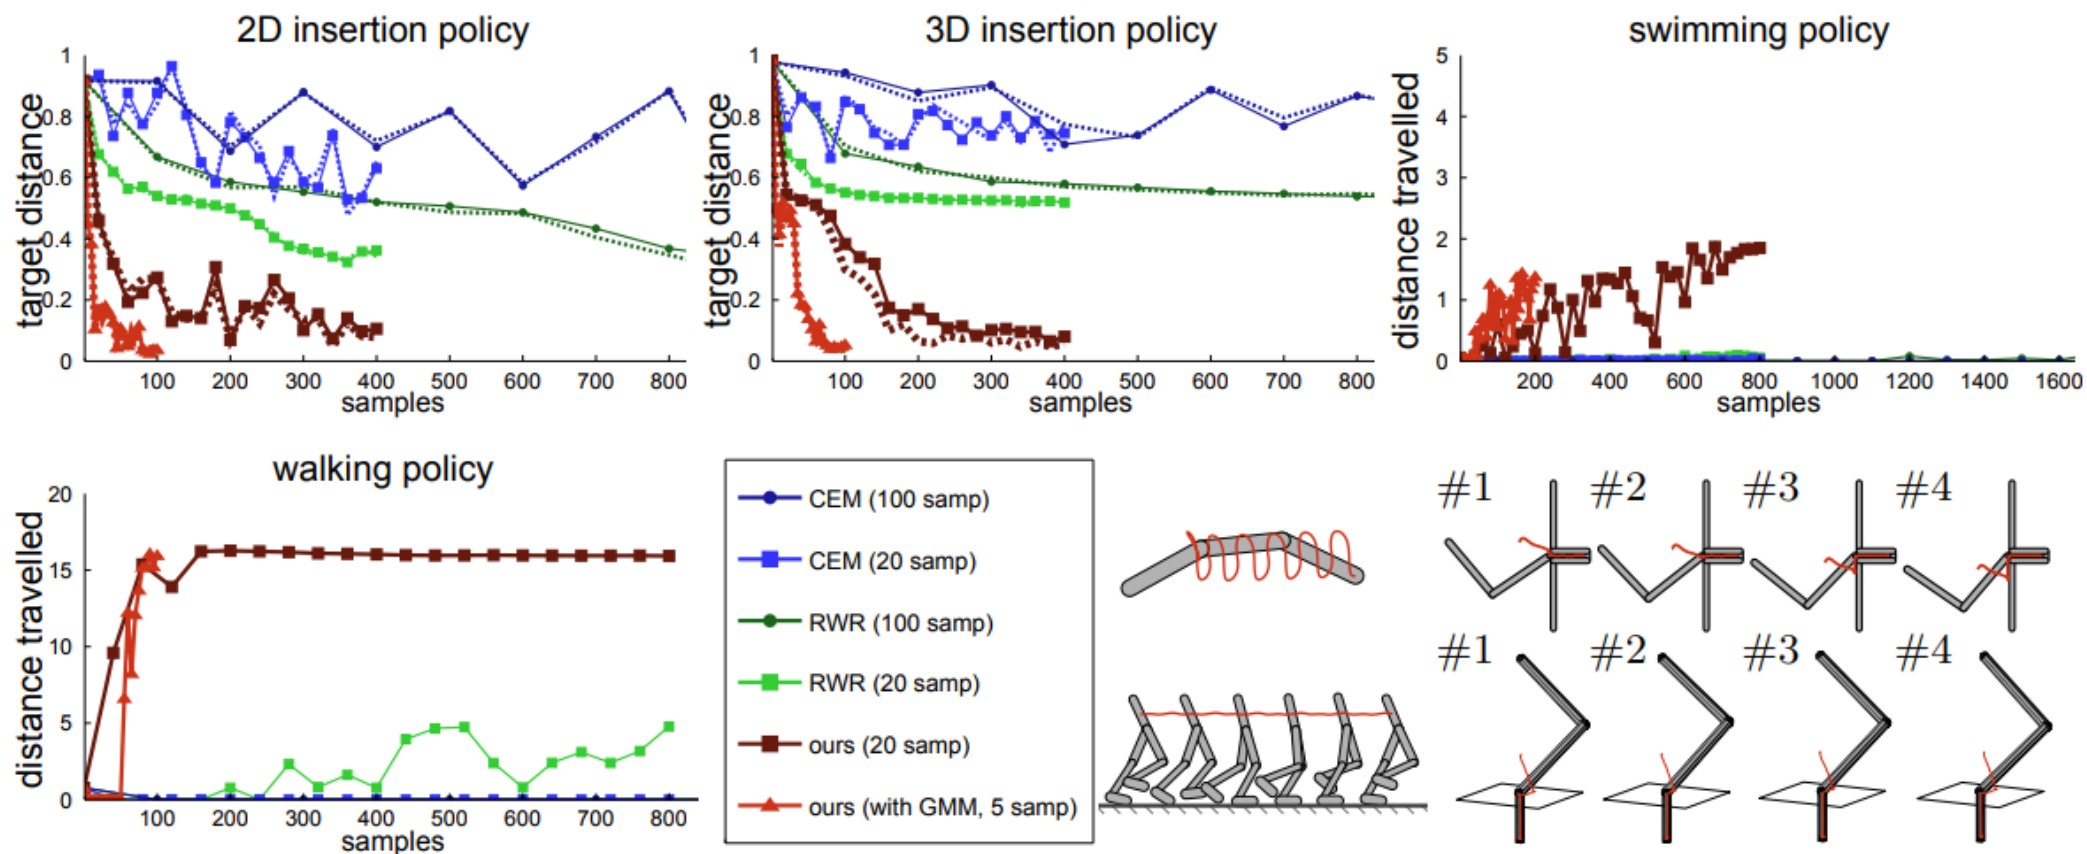 2D insertion policy
target distance
1
0.8
0.6
0.4
0.2
0
100 200 300 400 500 600 700 800
samples
3D insertion policy
target distance
1
0.8
0.6
0.4
0.2
0
100 200 300 400 500 600 700 800
samples
swimming policy
distance travelled
5
4
3
2
1
0
200 400 600 800 1000 1200 1400 1600
samples
walking policy
distance travelled
20
15
10
5
0
100 200 300 400 500 600 700 800
samples
CEM (100 samp)
CEM (20 samp)
RWR (100 samp)
RWR (20 samp)
ours (20 samp)
ours (with GMM, 5 samp)
#1 #2 #3 #4
#1 #2 #3 #4